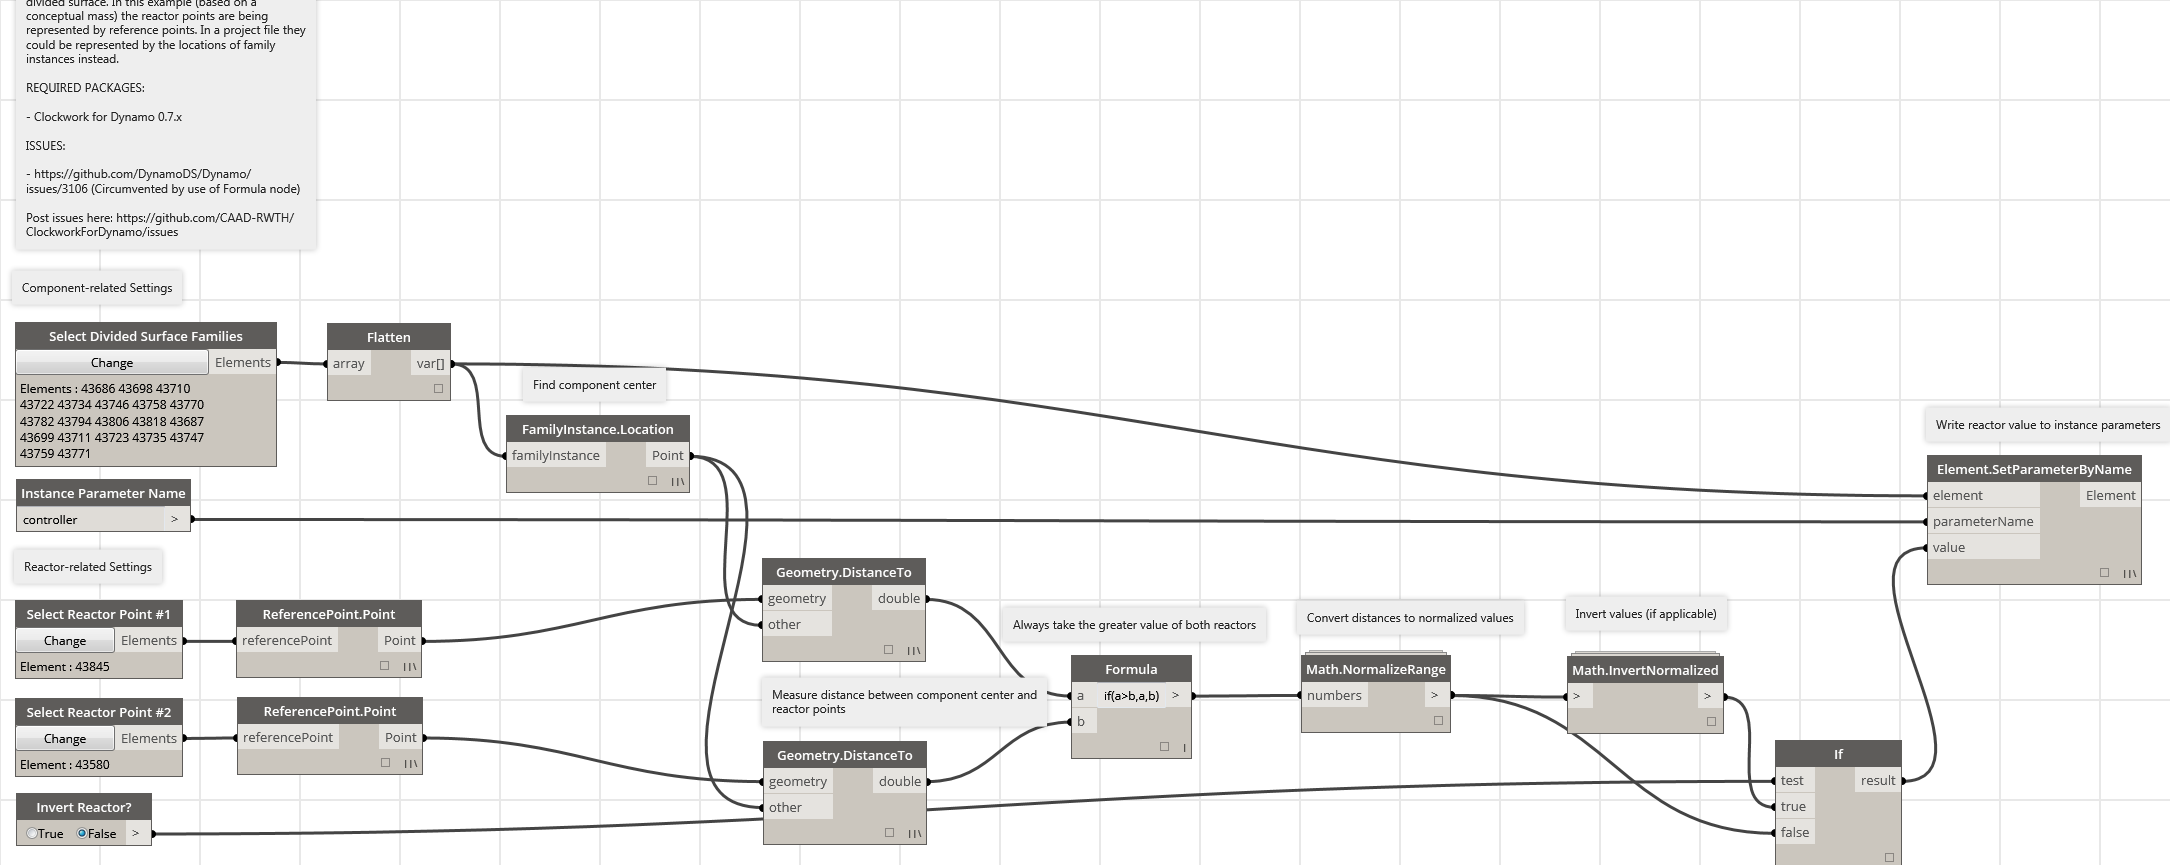 divided surface. In this example (based on a
conceptual mass) the reactor points are being
represented by reference points. In a project file they
could be represented by the locations of family
instances instead.
REQUIRED PACKAGES:
- Clockwork for Dynamo 0.7.x
ISSUES:
- https://github.com/DynamoDS/Dynamo/
issues/3106 (Circumvented by use of Formula node)
Post issues here: https://github.com/CAAD-RWTH/
ClockworkForDynamo/issues
Component-related Settings
Select Divided Surface Families
Change
Elements
Elements : 43686 43698 43710
43722 43734 43746 43758 43770
43782 43794 43806 43818 43687
43699 43711 43723 43735 43747
43759 43771
Flatten
array
var[]
Find component center
FamilyInstance.Location
familyInstance
Point
Instance Parameter Name
controller
>
Write reactor value to instance parameters
Element.SetParameterByName
element
Element
parameterName
value
Reactor-related Settings
Select Reactor Point #1
Change
Elements
Element : 43845
ReferencePoint.Point
referencePoint
Point
Select Reactor Point #2
Change
Elements
Element : 43580
ReferencePoint.Point
referencePoint
Point
Invert Reactor?
True
False
>
Geometry.DistanceTo
geometry
double
other
Measure distance between component center and
reactor points
Geometry.DistanceTo
geometry
double
other
Always take the greater value of both reactors
Formula
a
if(a>b,a,b)
>
b
Convert distances to normalized values
Math.NormalizeRange
numbers
>
Invert values (if applicable)
Math.InvertNormalized
>
>
If
test
result
true
false